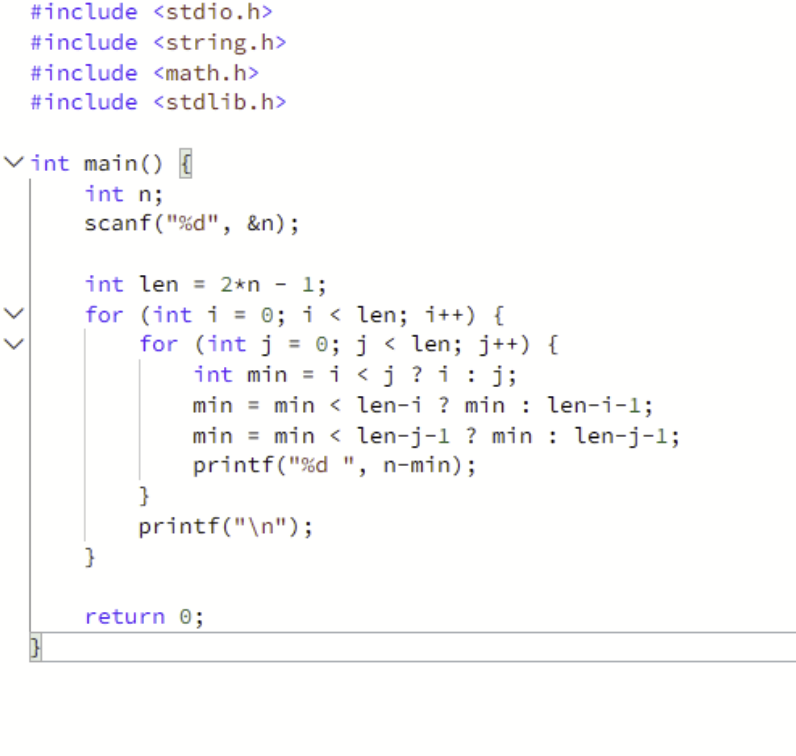 #include <stdio.h>
#include <string.h>
#include <math.h>
#include <stdlib.h>
int main() {
int n;
scanf("%d", &n);
int len = 2*n - 1;
for (int i = 0; i < len; i++) {
for (int j = 0; j < len; j++) {
int min = i < j ? i : j;
min = min < len-i ? min : len-i-1;
min = min < len-j-1 ? min : len-j-1;
printf("%d ", n-min);
}
printf("\n");
}
return 0;
}